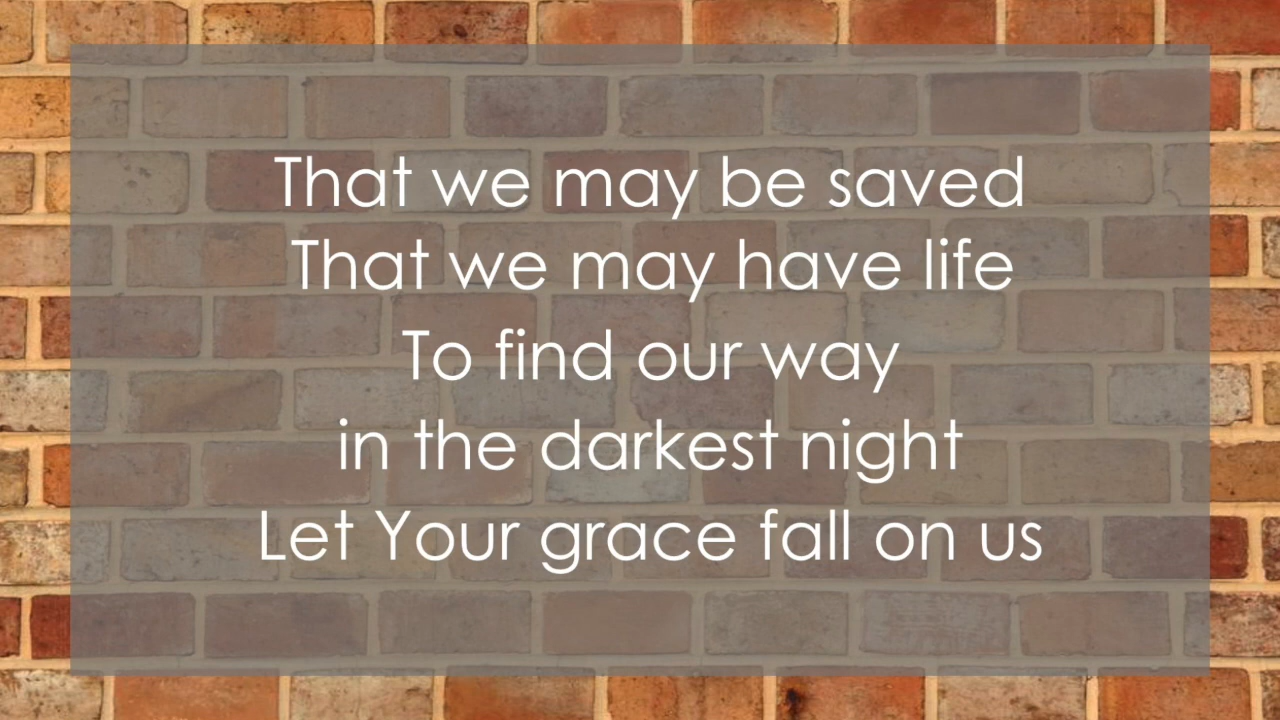 That we may be saved
That we may have life
To find our way
in the darkest night
Let Your grace fall on us